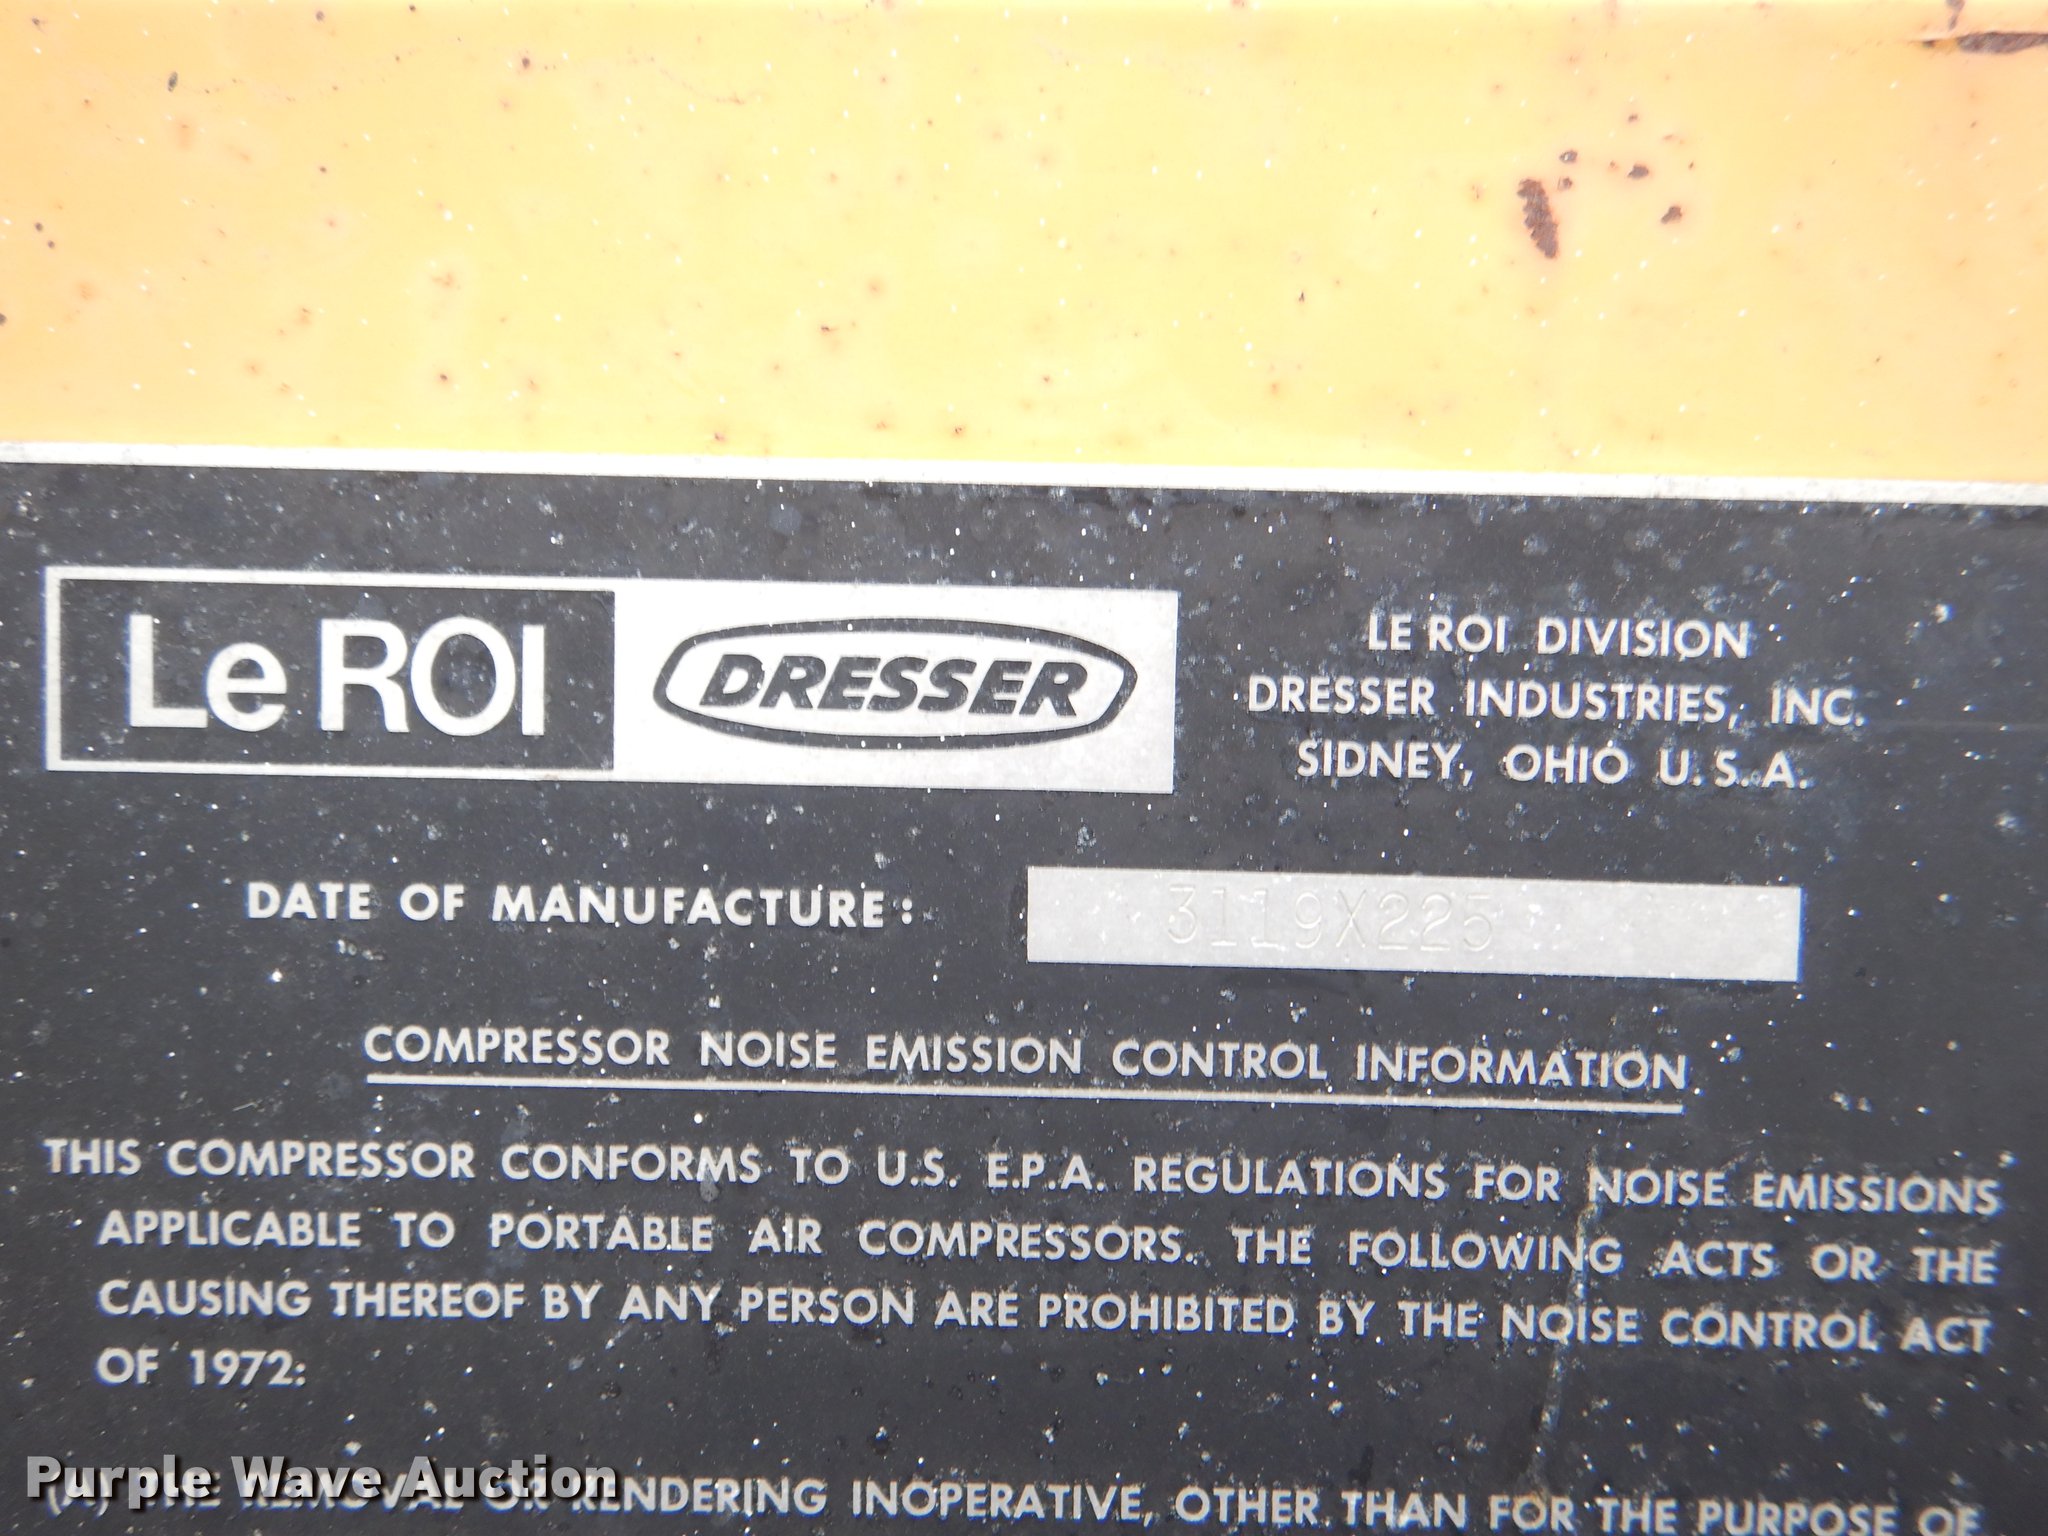 Le ROI DRESSER
LE ROI DIVISION
DRESSER INDUSTRIES, INC.
SIDNEY, OHIO U.S.A.
DATE OF MANUFACTURE: 3119X225
COMPRESSOR NOISE EMISSION CONTROL INFORMATION
THIS COMPRESSOR CONFORMS TO U.S. E.P.A. REGULATIONS FOR NOISE EMISSIONS
APPLICABLE TO PORTABLE AIR COMPRESSORS. THE FOLLOWING ACTS OR THE
CAUSING THEREOF BY ANY PERSON ARE PROHIBITED BY THE NOISE CONTROL ACT
OF 1972:
(A) THE REMOVAL OR RENDERING INOPERATIVE, OTHER THAN FOR THE PURPOSE OF
Purple Wave Auction